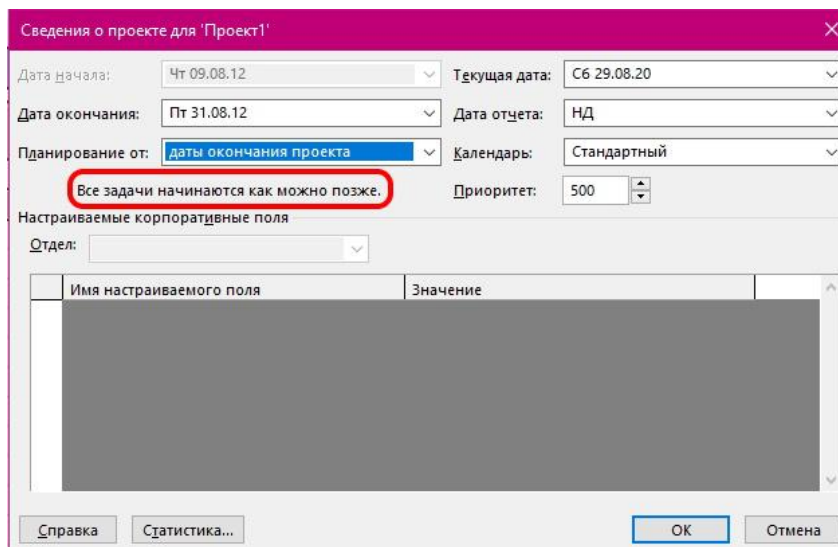 Сведения о проекте для 'Проект1'
Дата начала: Чт 09.08.12 Текущая дата: Сб 29.08.20
Дата окончания: Пт 31.08.12 Дата отчета: НД
Планирование от: даты окончания проекта Календарь: Стандартный
Все задачи начинаются как можно позже. Приоритет: 500
Настраиваемые корпоративные поля
Отдел:
Имя настраиваемого поля Значение
Справка Статистика... ОК Отмена